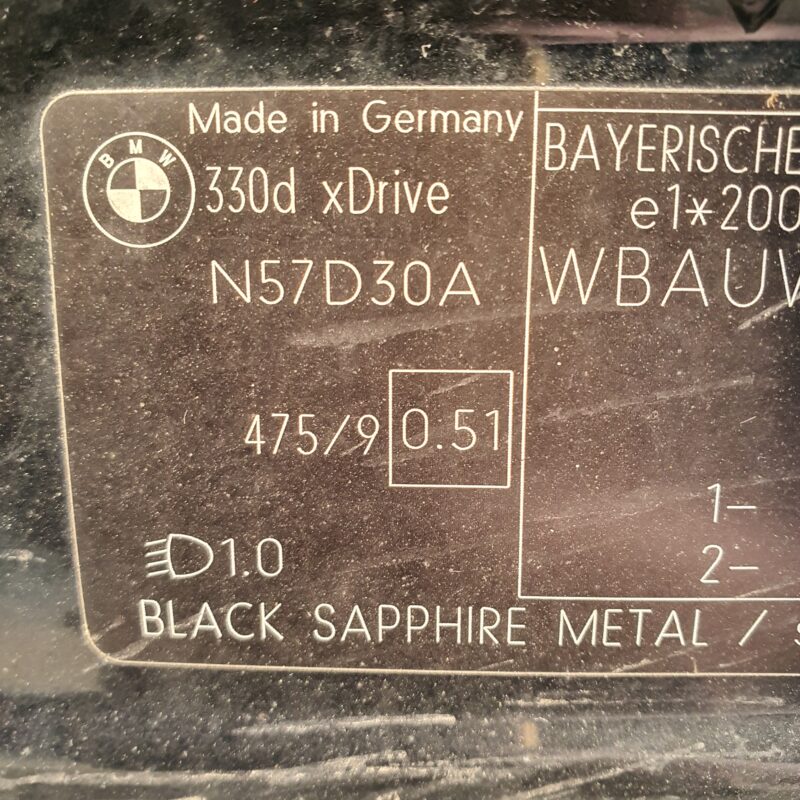 Made in Germany
BMW
330d xDrive
N57D30A
475/9 0.51
1.0
BLACK SAPPHIRE METAL /
BAYERISCHE
e1*200
WBAU
1-
2-